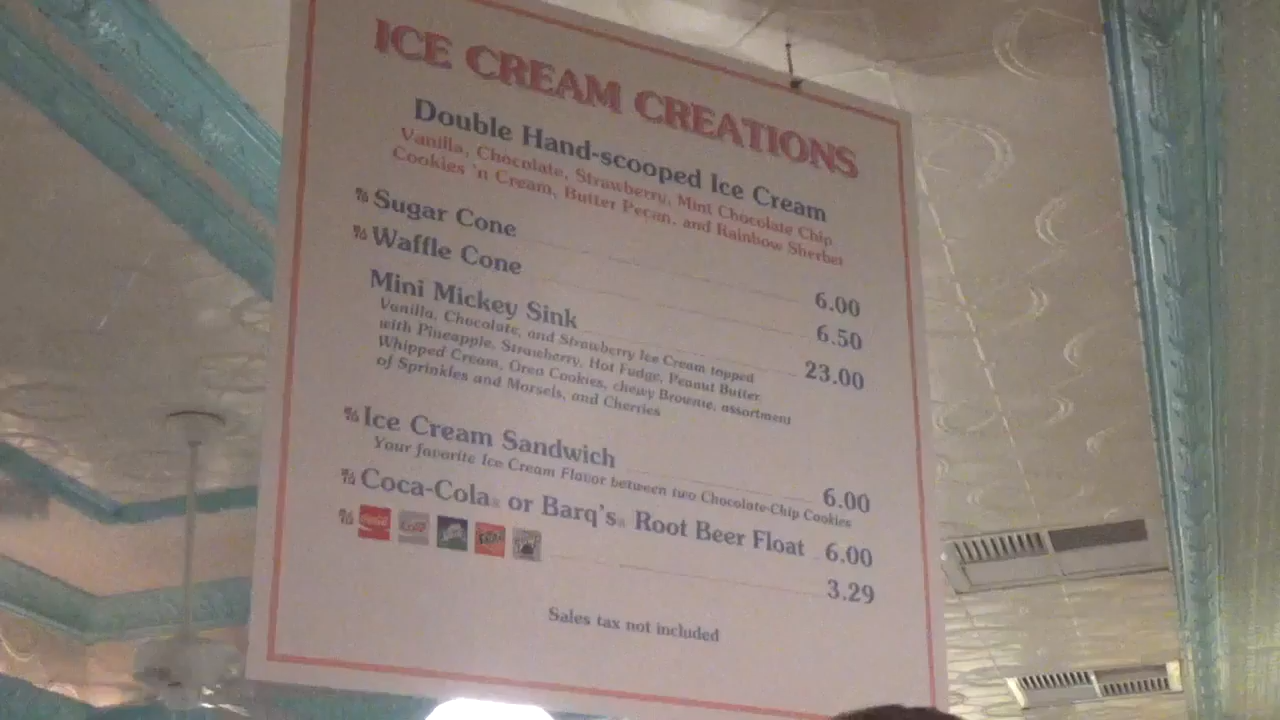 ICE CREAM CREATIONS
Double Hand-scooped Ice Cream
Vanilla, Chocolate, Strawberry, Mint Chocolate Chip
Cookies 'n Cream, Butter Pecan, and Rainbow Sherbet
Sugar Cone 6.00
Waffle Cone 6.50
Mini Mickey Sink 23.00
Vanilla, Chocolate, and Strawberry Ice Cream topped
with Pineapple, Strawberry, Hot Fudge, Peanut Butter
Whipped Cream, Oreo Cookies, chewy Brownie, assortment
of Sprinkles and Morsels, and Cherries
Ice Cream Sandwich 6.00
Your favorite Ice Cream Flavor between two Chocolate-Chip Cookies
Coca-Cola® or Barq's® Root Beer Float 6.00
3.29
Sales tax not included